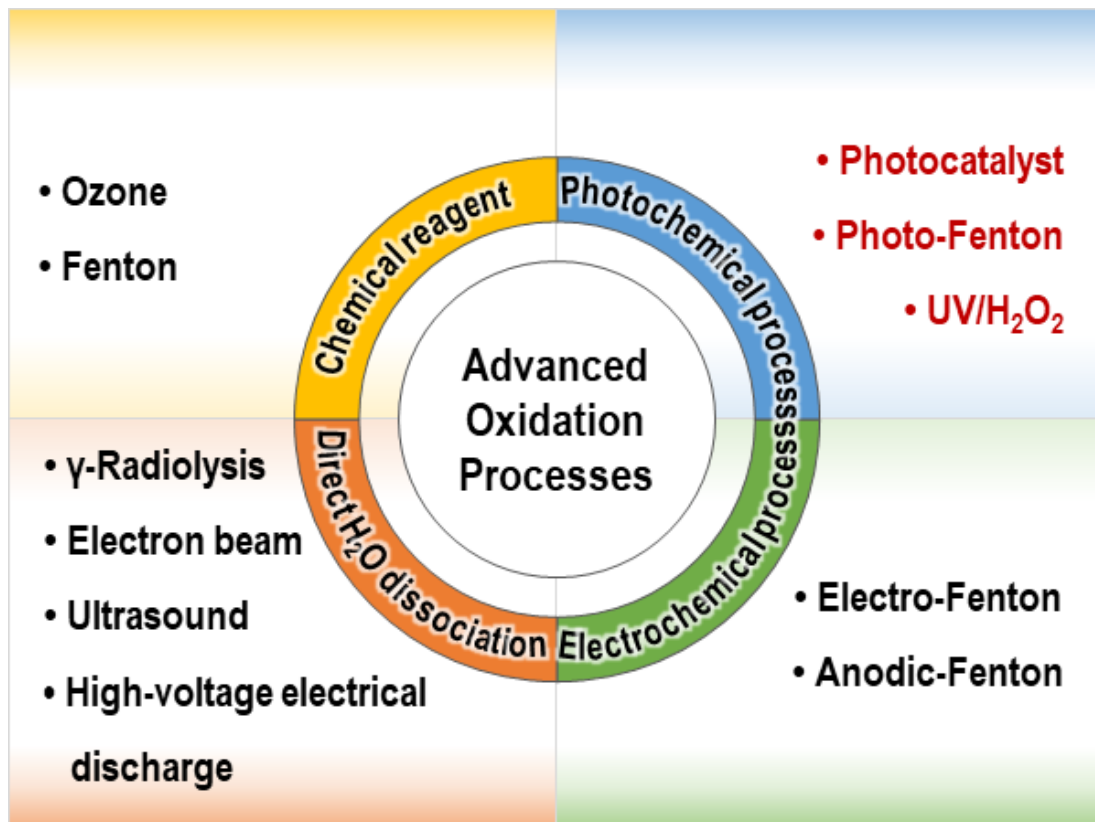 • Ozone
• Fenton
Chemical reagent
Photochemical process
• Photocatalyst
• Photo-Fenton
• UV/H₂O₂
Advanced
Oxidation
Processes
• γ-Radiolysis
• Electron beam
• Ultrasound
• High-voltage electrical
discharge
Direct H₂O dissociation
Electrochemical processes
• Electro-Fenton
• Anodic-Fenton